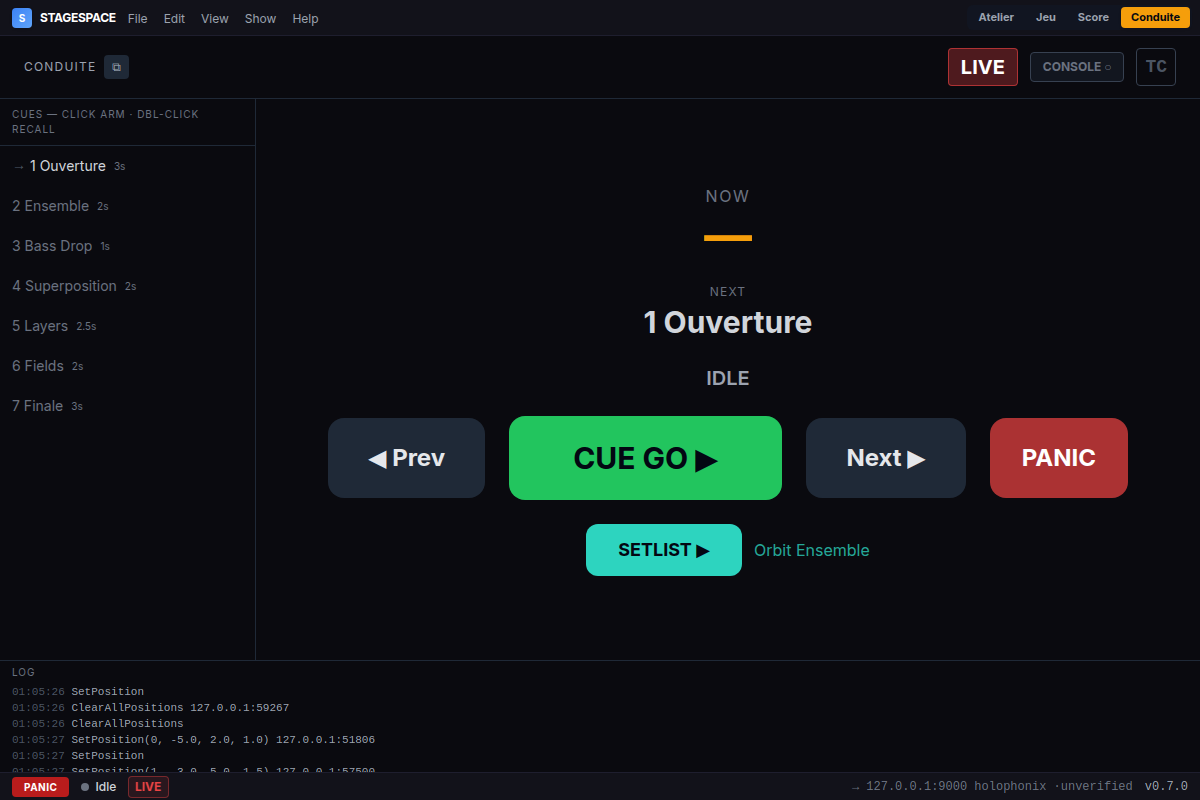 S STAGESPACE File Edit View Show Help Atelier Jeu Score Conduite
CONDUITE LIVE CONSOLE ○ TC
CUES — CLICK ARM · DBL-CLICK
RECALL
→ 1 Ouverture 3s
2 Ensemble 2s
3 Bass Drop 1s
4 Superposition 2s
5 Layers 2.5s
6 Fields 2s
7 Finale 3s
NOW
—
NEXT
1 Ouverture
IDLE
◀ Prev CUE GO ▶ Next ▶ PANIC
SETLIST ▶ Orbit Ensemble
LOG
01:05:26 SetPosition
01:05:26 ClearAllPositions 127.0.0.1:59267
01:05:26 ClearAllPositions
01:05:27 SetPosition(0, -5.0, 2.0, 1.0) 127.0.0.1:51806
01:05:27 SetPosition
PANIC Idle LIVE → 127.0.0.1:9000 holophonix ·unverified v0.7.0